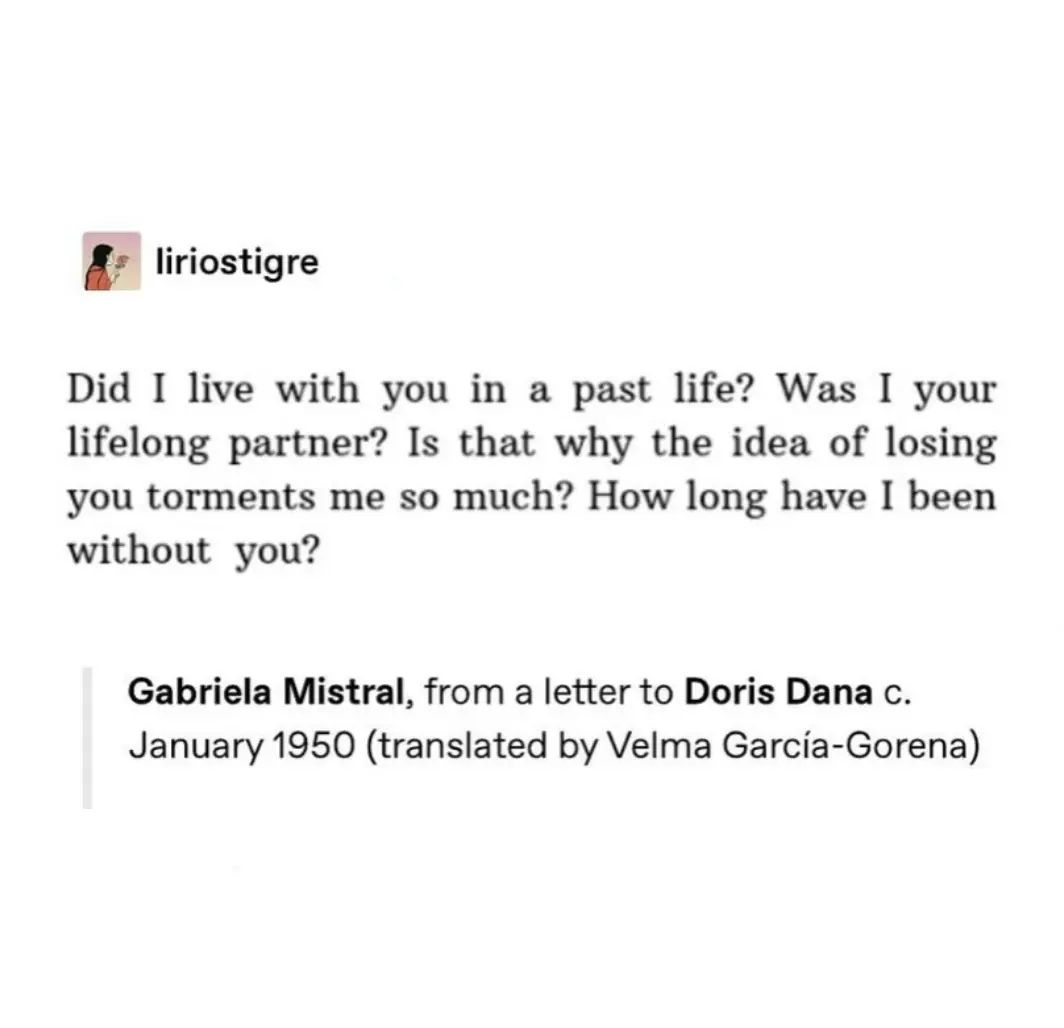 liriostigre
Did I live with you in a past life? Was I your
lifelong partner? Is that why the idea of losing
you torments me so much? How long have I been
without you?
Gabriela Mistral, from a letter to Doris Dana c.
January 1950 (translated by Velma García-Gorena)